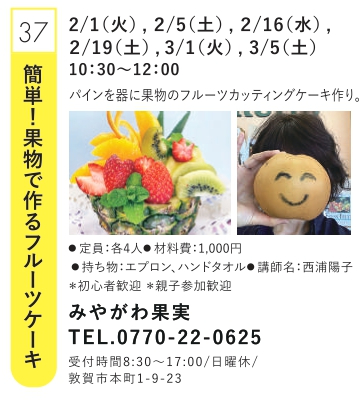 37
簡単!果物で作るフルーツケーキ
2/1(火), 2/5(土), 2/16(水),
2/19(土), 3/1(火), 3/5(土)
10:30〜12:00
パインを器に果物のフルーツカッティングケーキ作り。
●定員:各4人●材料費:1,000円
●持ち物:エプロン、ハンドタオル●講師名:西浦陽子
＊初心者歓迎 ＊親子参加歓迎
みやがわ果実
TEL.0770-22-0625
受付時間8:30〜17:00/日曜休/
敦賀市本町1-9-23